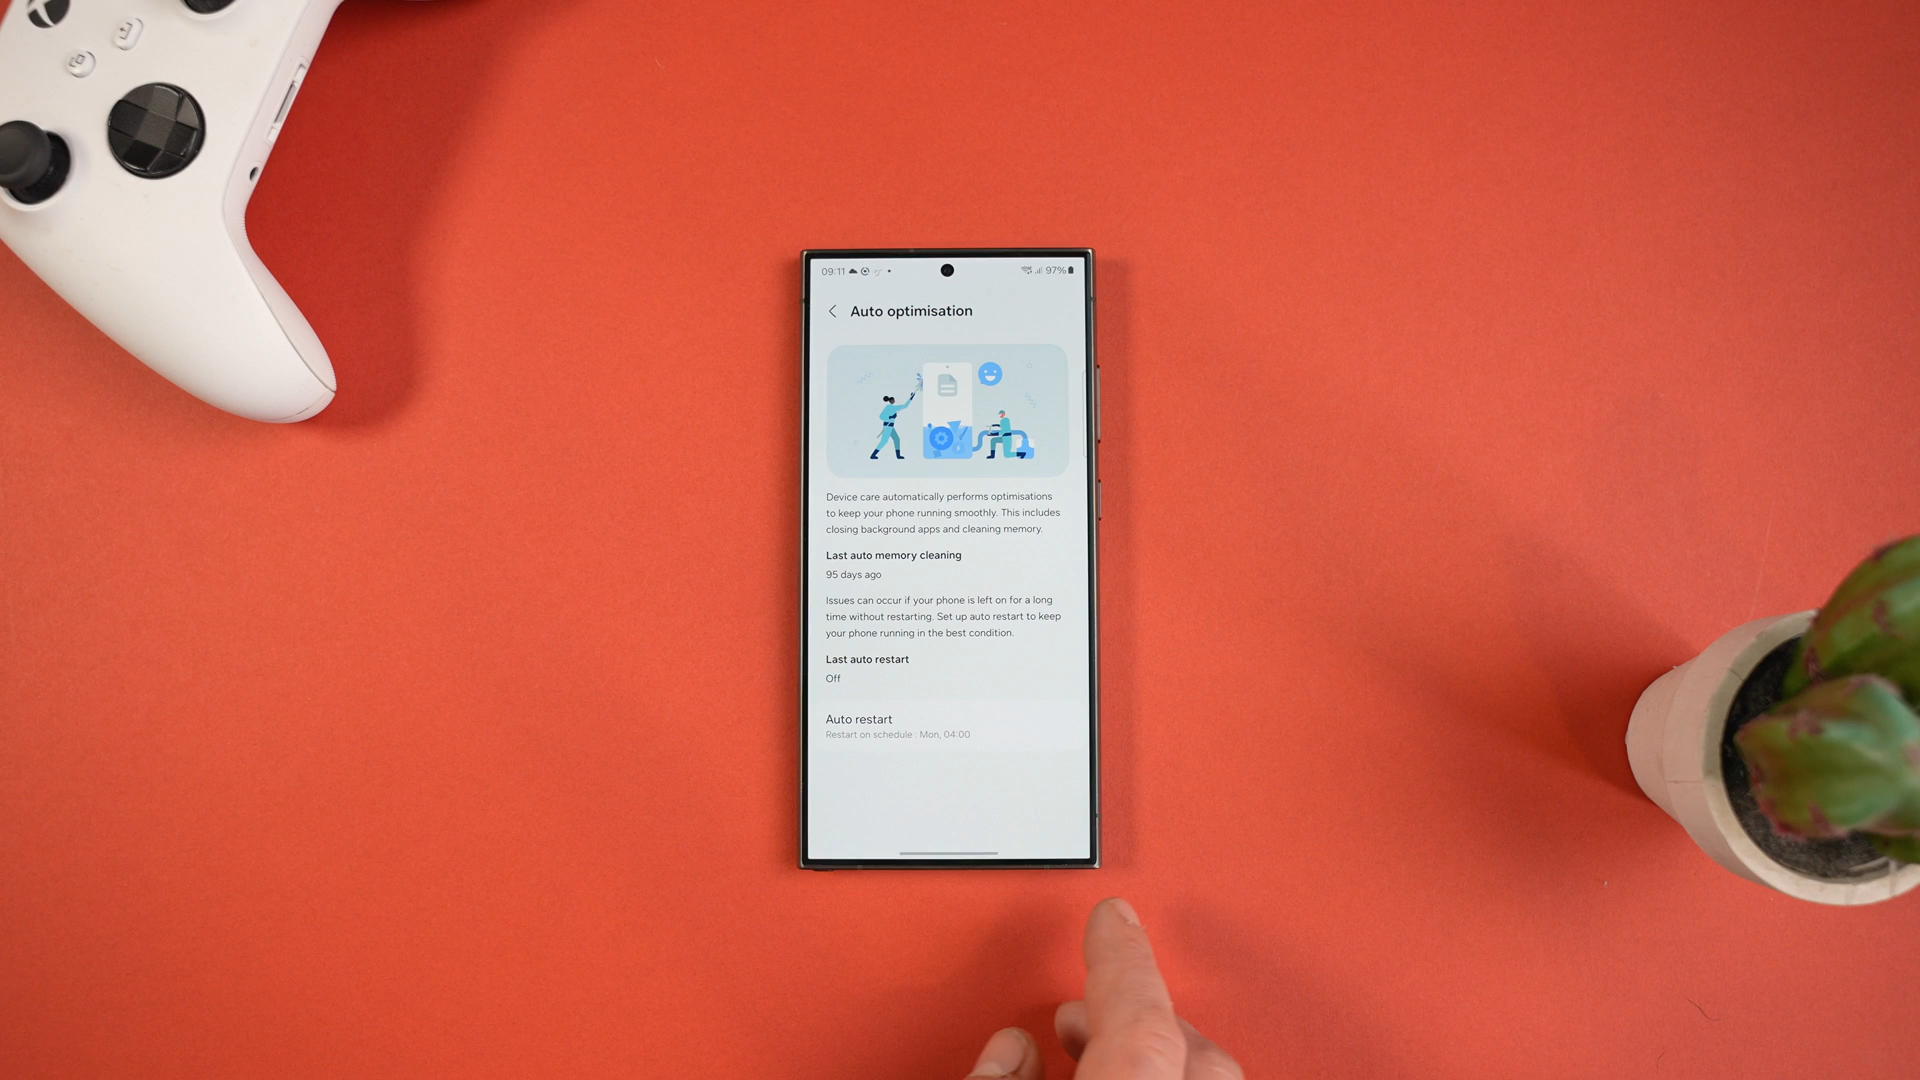 09:11
97%
Auto optimisation
Device care automatically performs optimisations
to keep your phone running smoothly. This includes
closing background apps and cleaning memory.
Last auto memory cleaning
95 days ago
Issues can occur if your phone is left on for a long
time without restarting. Set up auto restart to keep
your phone running in the best condition.
Last auto restart
Off
Auto restart
Restart on schedule : Mon, 04:00